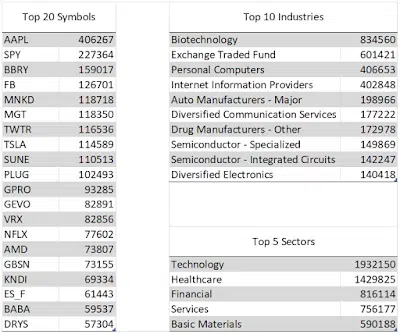 Top 20 Symbols
AAPL 406267
SPY 227364
BBRY 159017
FB 126701
MNKD 118718
MGT 118350
TWTR 116536
TSLA 114589
SUNE 110513
PLUG 102493
GPRO 93285
GEVO 82891
VRX 82856
NFLX 77602
AMD 73807
GBSN 73155
KNDI 69334
ES_F 61443
BABA 59537
DRYS 57304
Top 10 Industries
Biotechnology 834560
Exchange Traded Fund 601421
Personal Computers 406653
Internet Information Providers 402848
Auto Manufacturers - Major 198966
Diversified Communication Services 177222
Drug Manufacturers - Other 172978
Semiconductor - Specialized 149869
Semiconductor - Integrated Circuits 142247
Diversified Electronics 140418
Top 5 Sectors
Technology 1932150
Healthcare 1429825
Financial 816114
Services 756177
Basic Materials 590188